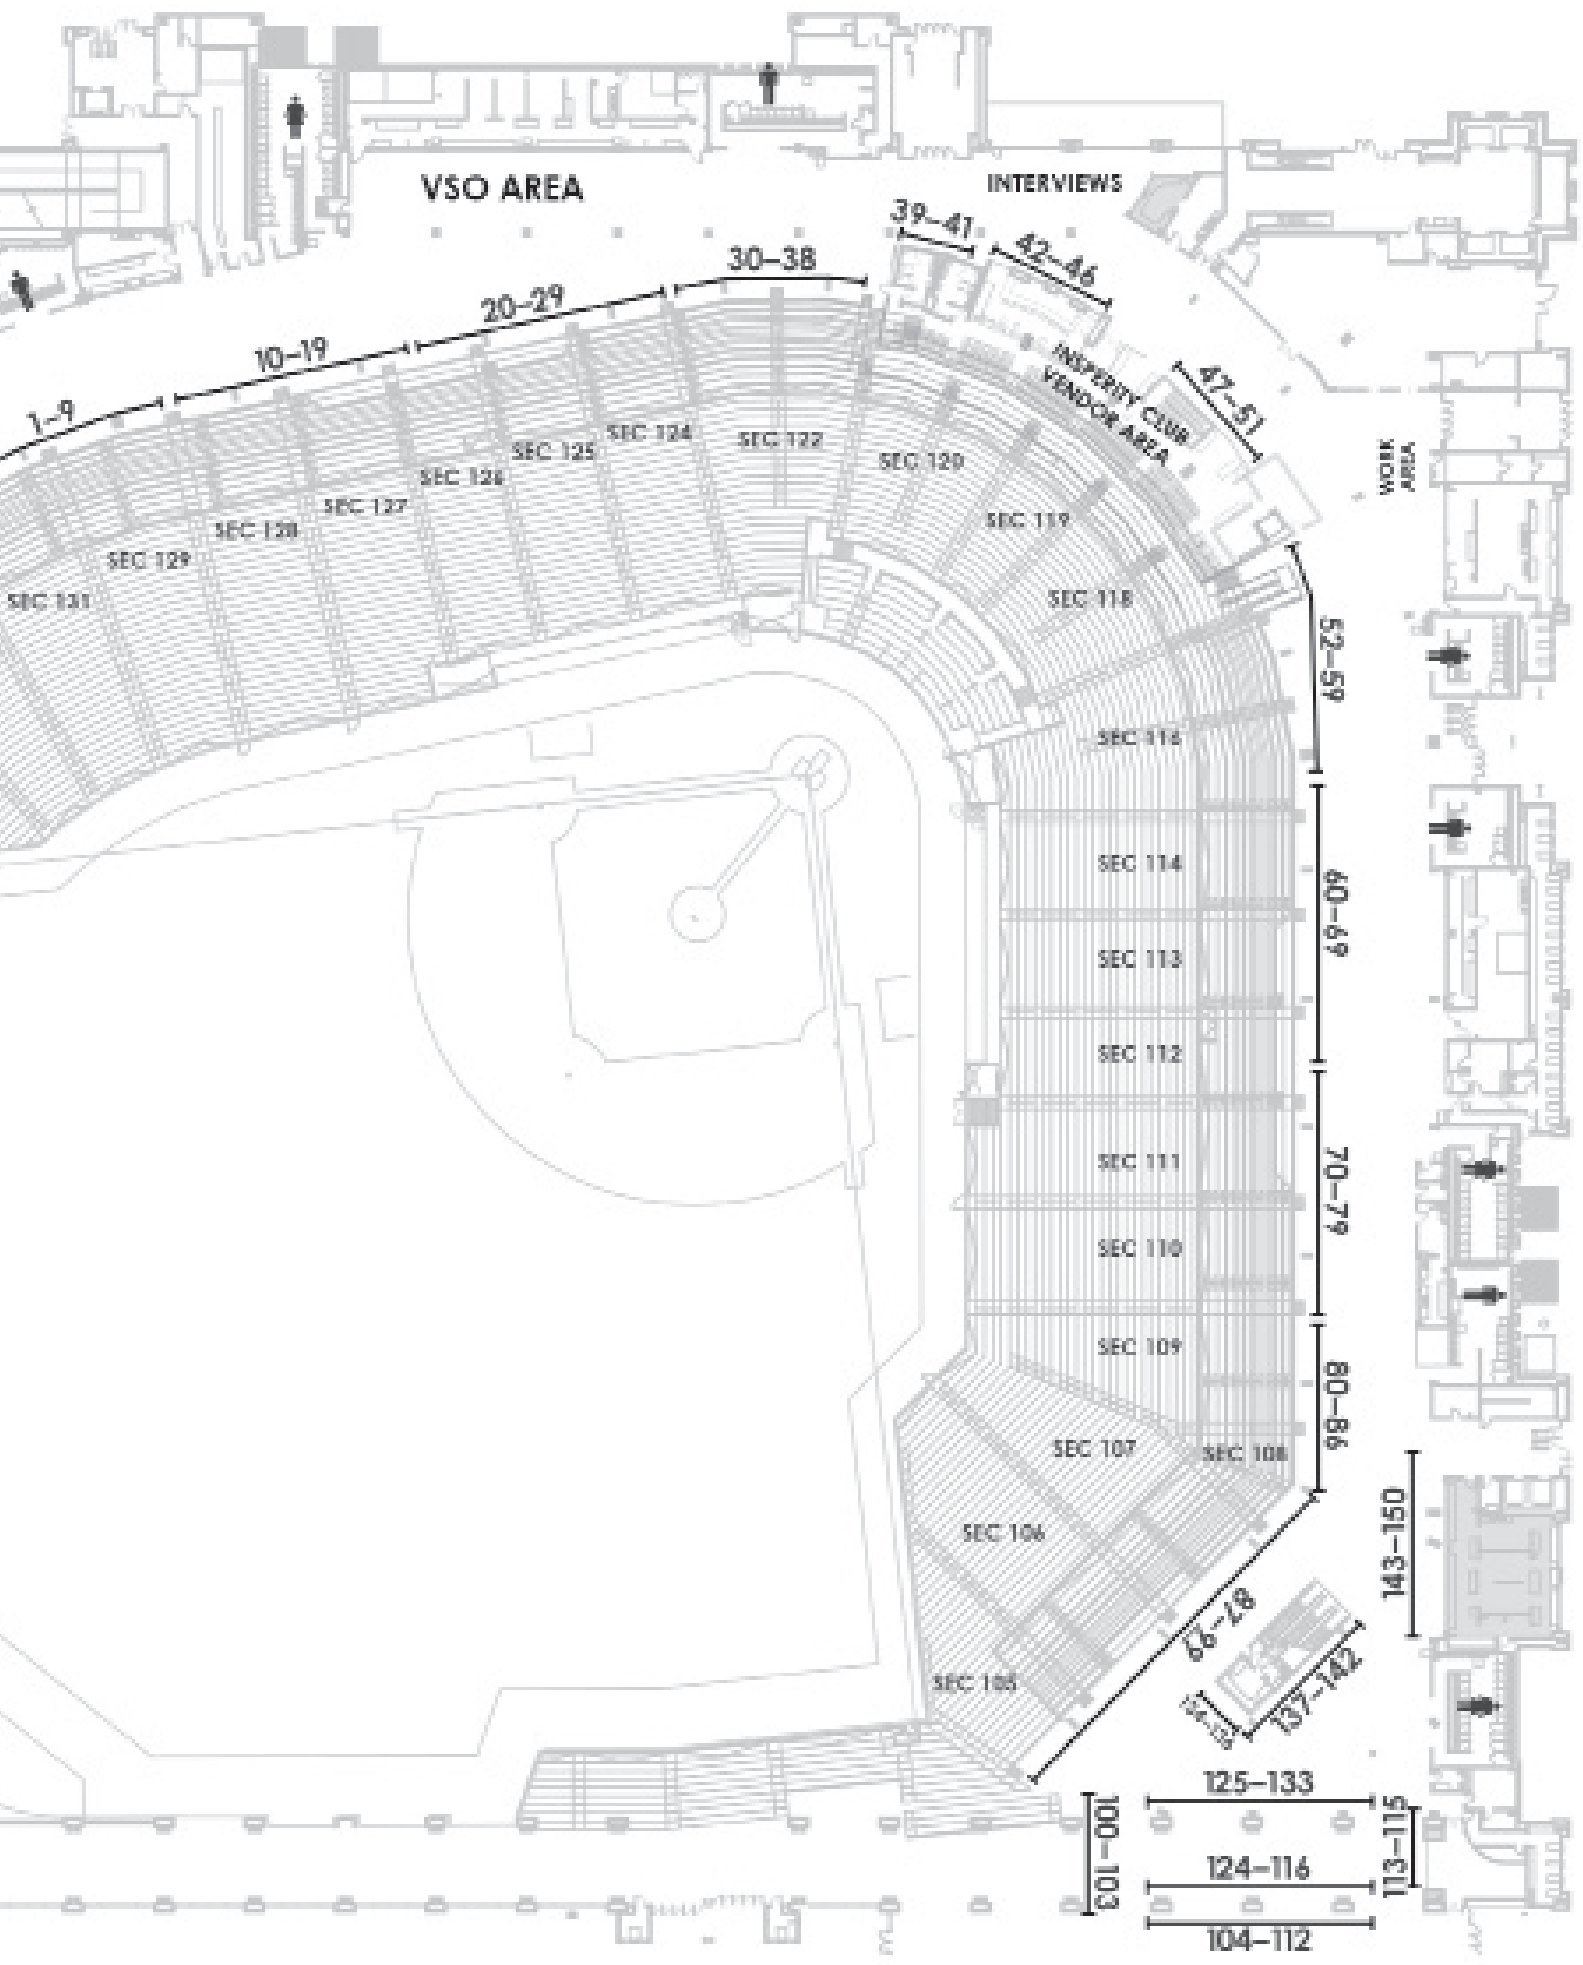 VSO AREA
INTERVIEWS
39–41
42–46
30–38
20–29
10–19
1–9
INSPERITY CLUB
VENDOR AREA
47–51
WORK
AREA
SEC 124
SEC 122
SEC 125
SEC 120
SEC 126
SEC 127
SEC 119
SEC 128
SEC 129
SEC 131
SEC 118
52–59
SEC 116
SEC 114
60–69
SEC 113
SEC 112
SEC 111
70–79
SEC 110
SEC 109
80–86
SEC 107
SEC 108
143–150
SEC 106
87–99
SEC 105
137–142
125–133
100–103
113–115
124–116
104–112